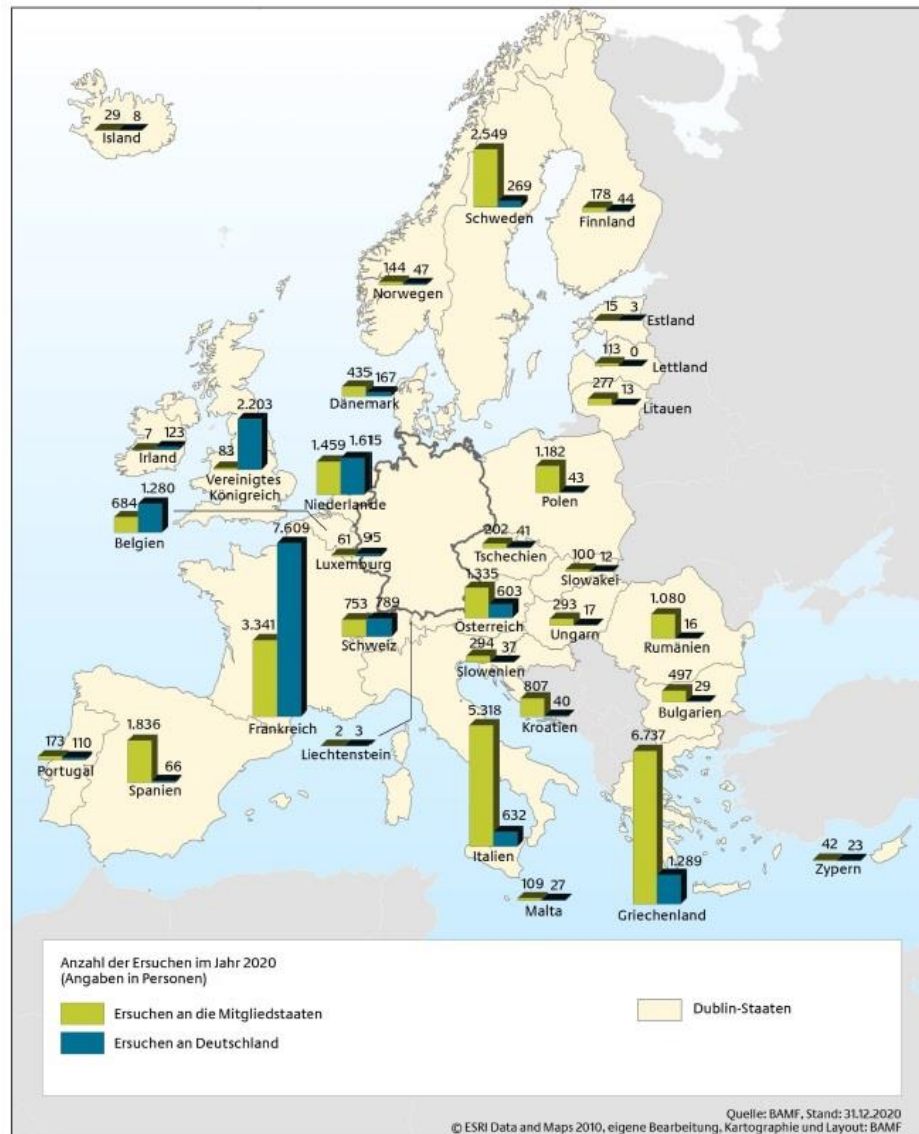 29 8
Island
2.549
269
Schweden
178 44
Finnland
144 47
Norwegen
15 3
Estland
113 0
Lettland
277 13
Litauen
435 167
Dänemark
7 123
Irland
2.203
83
Vereinigtes
Königreich
1.459 1.615
Niederlande
1.182
43
Polen
684 1.280
Belgien
61 95
Luxemburg
202 41
Tschechien
100 12
Slowakei
7.609
3.341
Frankreich
753 789
Schweiz
1.335
603
Österreich
293 17
Ungarn
1.080
16
Rumänien
294 37
Slowenien
497
29
Bulgarien
807
40
Kroatien
2 3
Liechtenstein
173 110
Portugal
1.836
66
Spanien
5.318
632
Italien
6.737
1.289
Griechenland
42 23
Zypern
109 27
Malta
Anzahl der Ersuchen im Jahr 2020
(Angaben in Personen)
Ersuchen an die Mitgliedstaaten
Ersuchen an Deutschland
Dublin-Staaten
Quelle: BAMF, Stand: 31.12.2020
© ESRI Data and Maps 2010, eigene Bearbeitung, Kartographie und Layout: BAMF